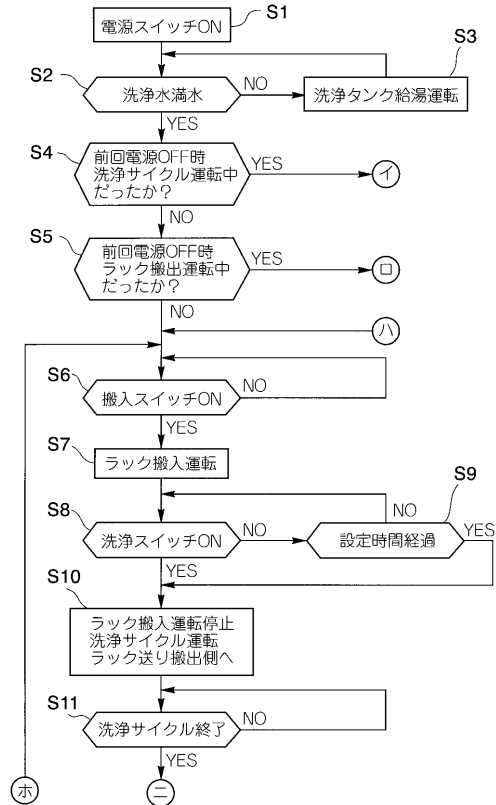 S1
電源スイッチON
S3
S2
洗浄水満水
NO
洗浄タンク給湯運転
YES
S4
前回電源OFF時
洗浄サイクル運転中
だったか？
YES
イ
NO
S5
前回電源OFF時
ラック搬出運転中
だったか？
YES
ロ
NO
ハ
S6
搬入スイッチON
NO
YES
S7
ラック搬入運転
S9
S8
NO
洗浄スイッチON
NO
設定時間経過
YES
YES
S10
ラック搬入運転停止
洗浄サイクル運転
ラック送り搬出側へ
S11
洗浄サイクル終了
NO
YES
ホ
ニ